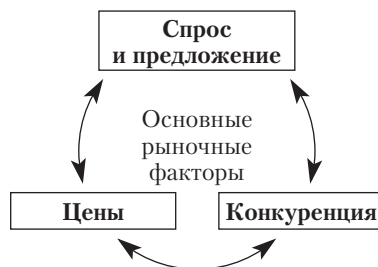 Спрос
и предложение
Основные
рыночные
факторы
Цены
Конкуренция